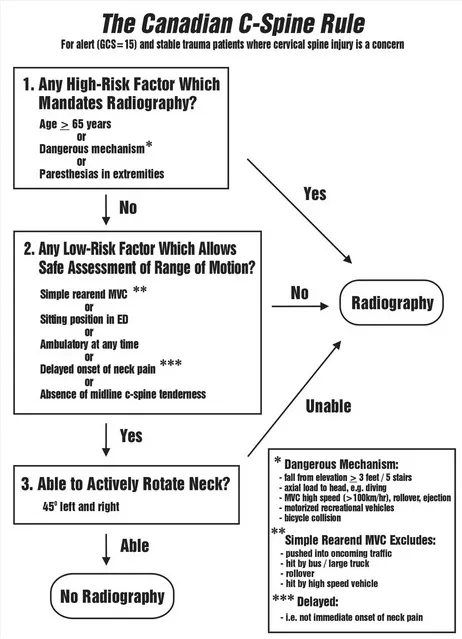 The Canadian C-Spine Rule
For alert (GCS=15) and stable trauma patients where cervical spine injury is a concern
1. Any High-Risk Factor Which
Mandates Radiography?
Age ≥ 65 years
or
Dangerous mechanism*
or
Paresthesias in extremities
Yes
No
2. Any Low-Risk Factor Which Allows
Safe Assessment of Range of Motion?
Simple rearend MVC **
or
Sitting position in ED
or
Ambulatory at any time
or
Delayed onset of neck pain ***
or
Absence of midline c-spine tenderness
No
Radiography
Unable
Yes
3. Able to Actively Rotate Neck?
45⁰ left and right
Able
No Radiography
* Dangerous Mechanism:
- fall from elevation ≥ 3 feet / 5 stairs
- axial load to head, e.g. diving
- MVC high speed (>100km/hr), rollover, ejection
- motorized recreational vehicles
- bicycle collision
** Simple Rearend MVC Excludes:
- pushed into oncoming traffic
- hit by bus / large truck
- rollover
- hit by high speed vehicle
*** Delayed:
- i.e. not immediate onset of neck pain